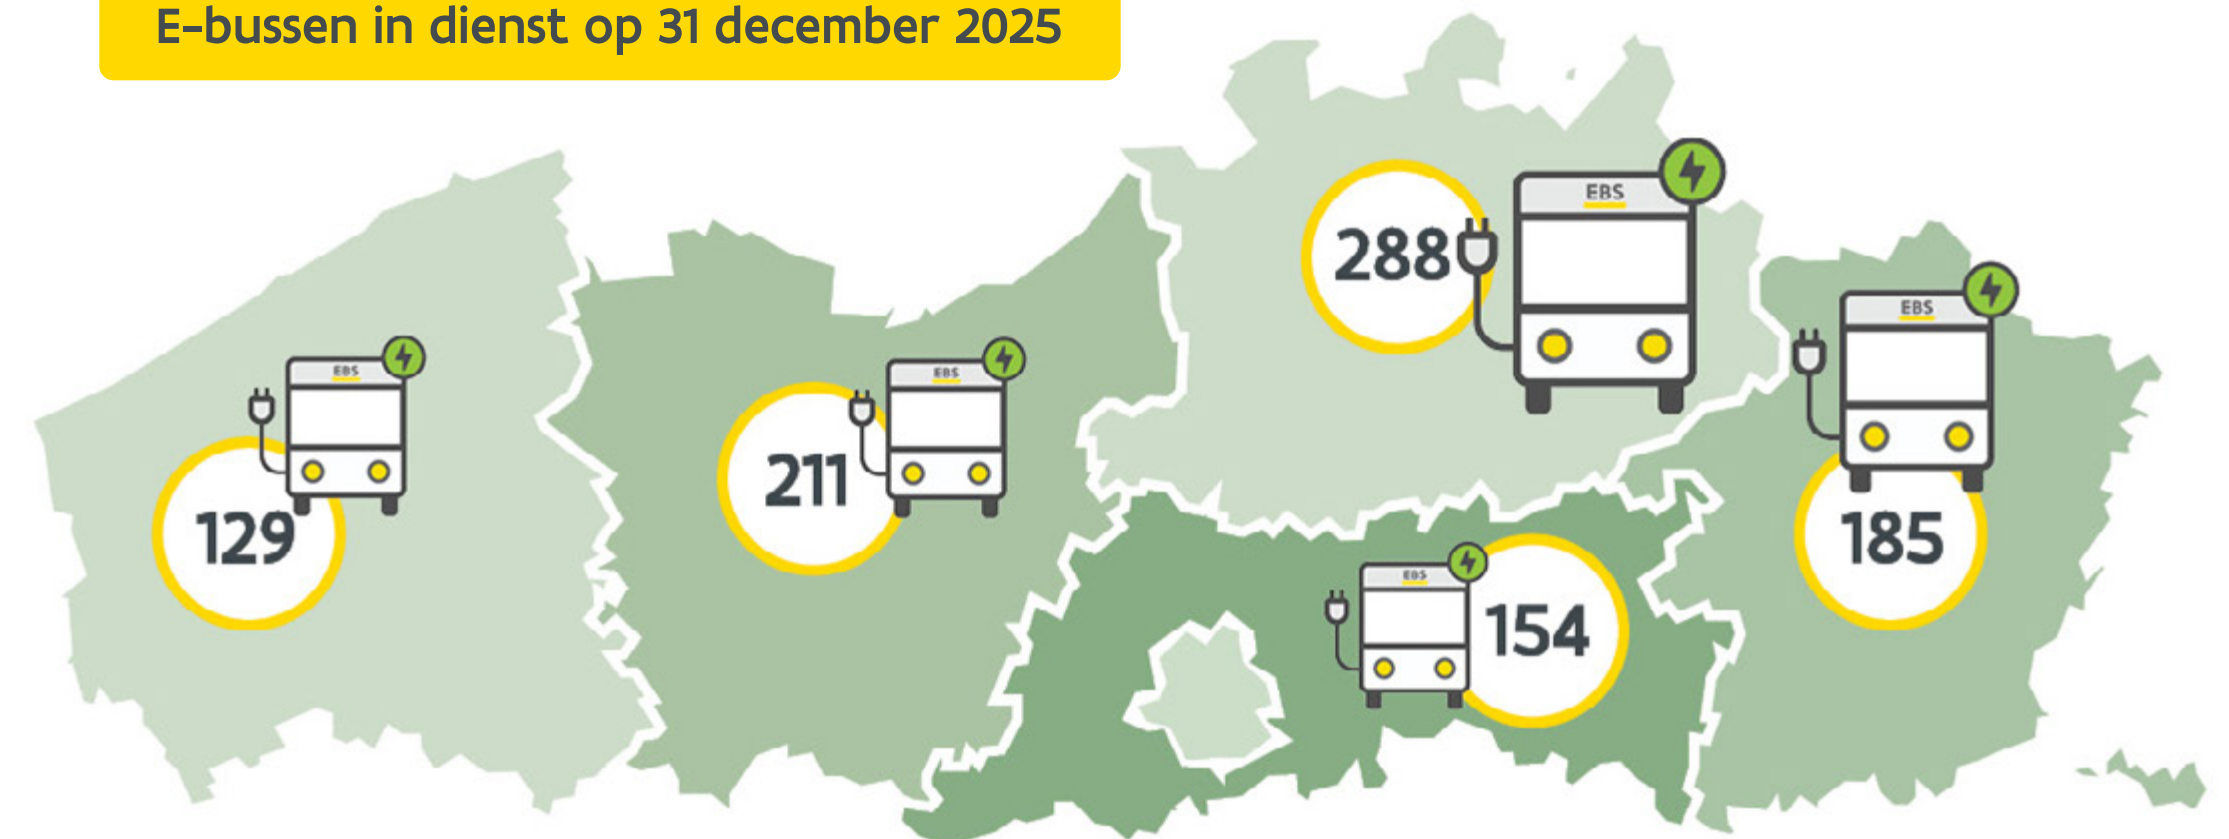 E-bussen in dienst op 31 december 2025
EBS
288
EBS
EBS
129
EBS
211
EBS
154
185